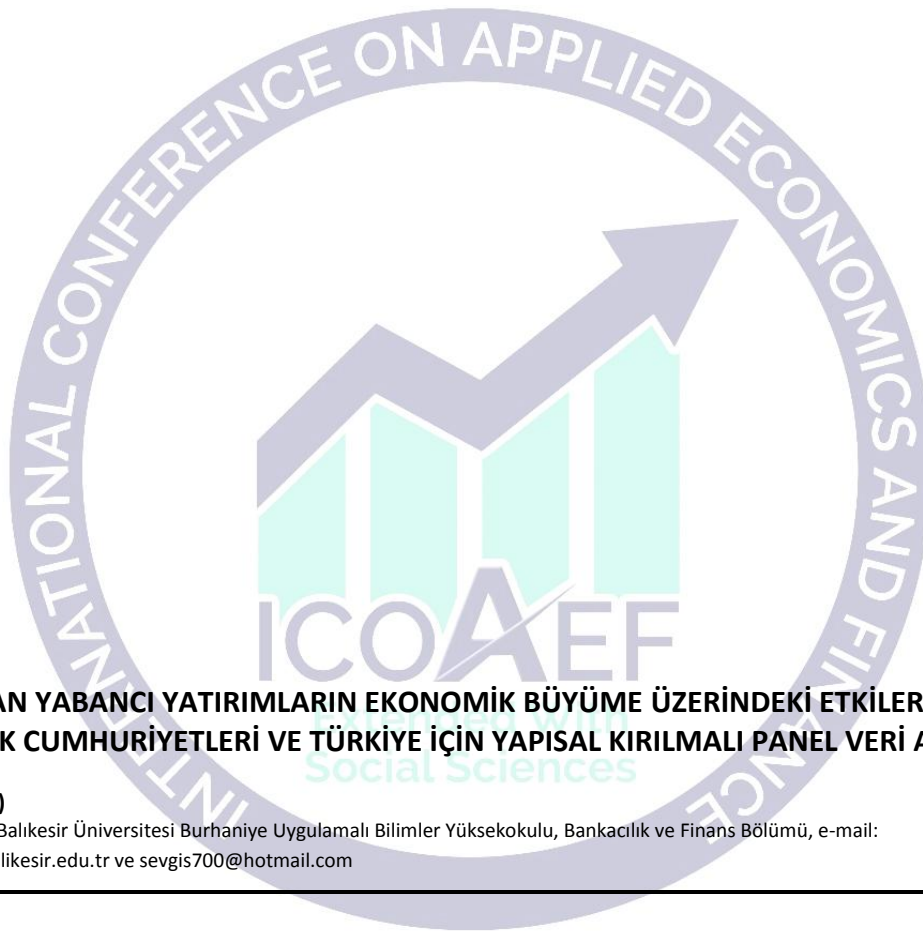 INTERNATIONAL CONFERENCE ON APPLIED ECONOMICS AND FINANCE
ICOAEF
AN YABANCI YATIRIMLARIN EKONOMİK BÜYÜME ÜZERİNDEKİ ETKİLER
Extended With
K CUMHURİYETLERİ VE TÜRKİYE İÇİN YAPISAL KIRILMALI PANEL VERİ A
Social Sciences
)
Balıkesir Üniversitesi Burhaniye Uygulamalı Bilimler Yüksekokulu, Bankacılık ve Finans Bölümü, e-mail:
likesir.edu.tr ve sevgis700@hotmail.com